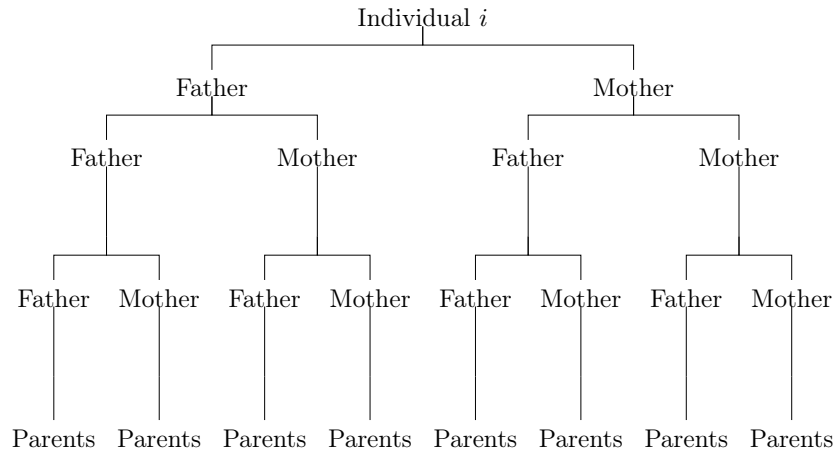 Individual i
Father Mother
Father Mother Father Mother
Father Mother Father Mother Father Mother Father Mother
Parents Parents Parents Parents Parents Parents Parents Parents